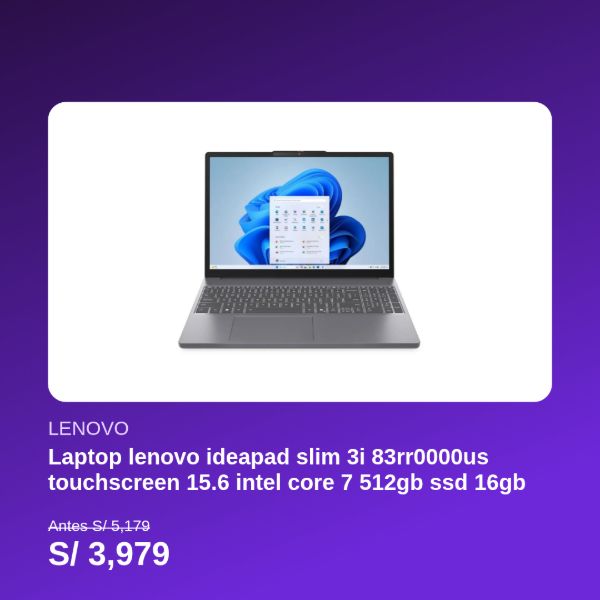 LENOVO
Laptop lenovo ideapad slim 3i 83rr0000us
touchscreen 15.6 intel core 7 512gb ssd 16gb
Antes S/ 5,179
S/ 3,979